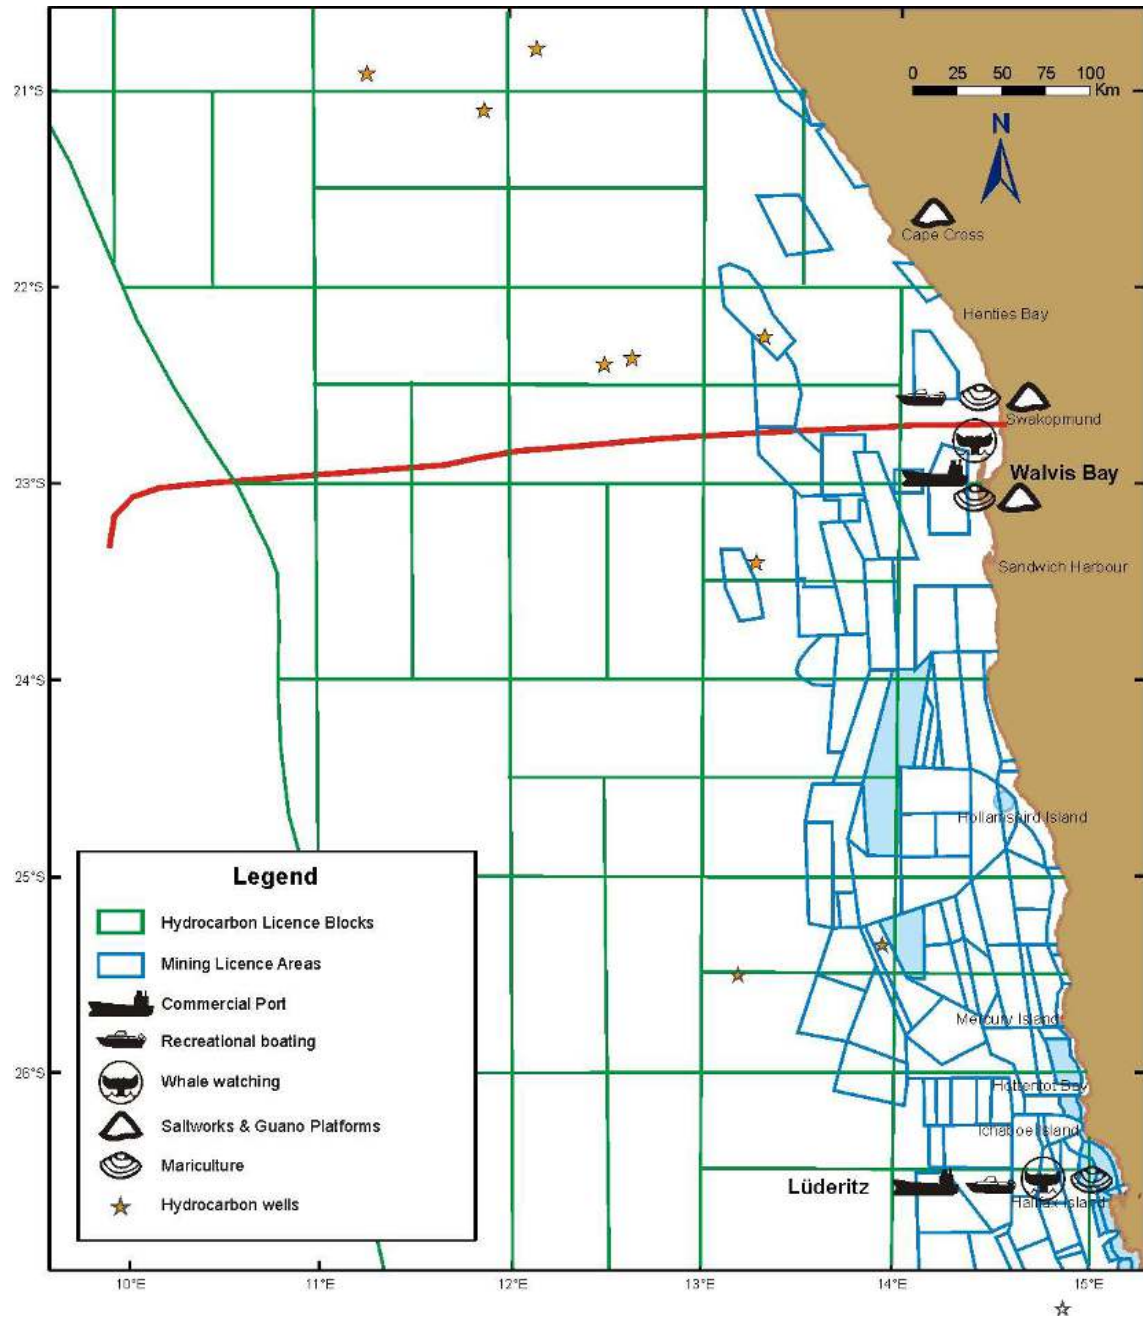 0 25 50 75 100
Km
N
21°S
Cape Cross
22°S
Henties Bay
Swakopmund
Walvis Bay
23°S
Sandwich Harbour
24°S
Hollamsbird Island
25°S
Mercury Island
26°S
Hottentot Bay
Ichaboe Island
Lüderitz
Halifax Island
Legend
Hydrocarbon Licence Blocks
Mining Licence Areas
Commercial Port
Recreational boating
Whale watching
Saltworks & Guano Platforms
Mariculture
Hydrocarbon wells
10°E 11°E 12°E 13°E 14°E 15°E